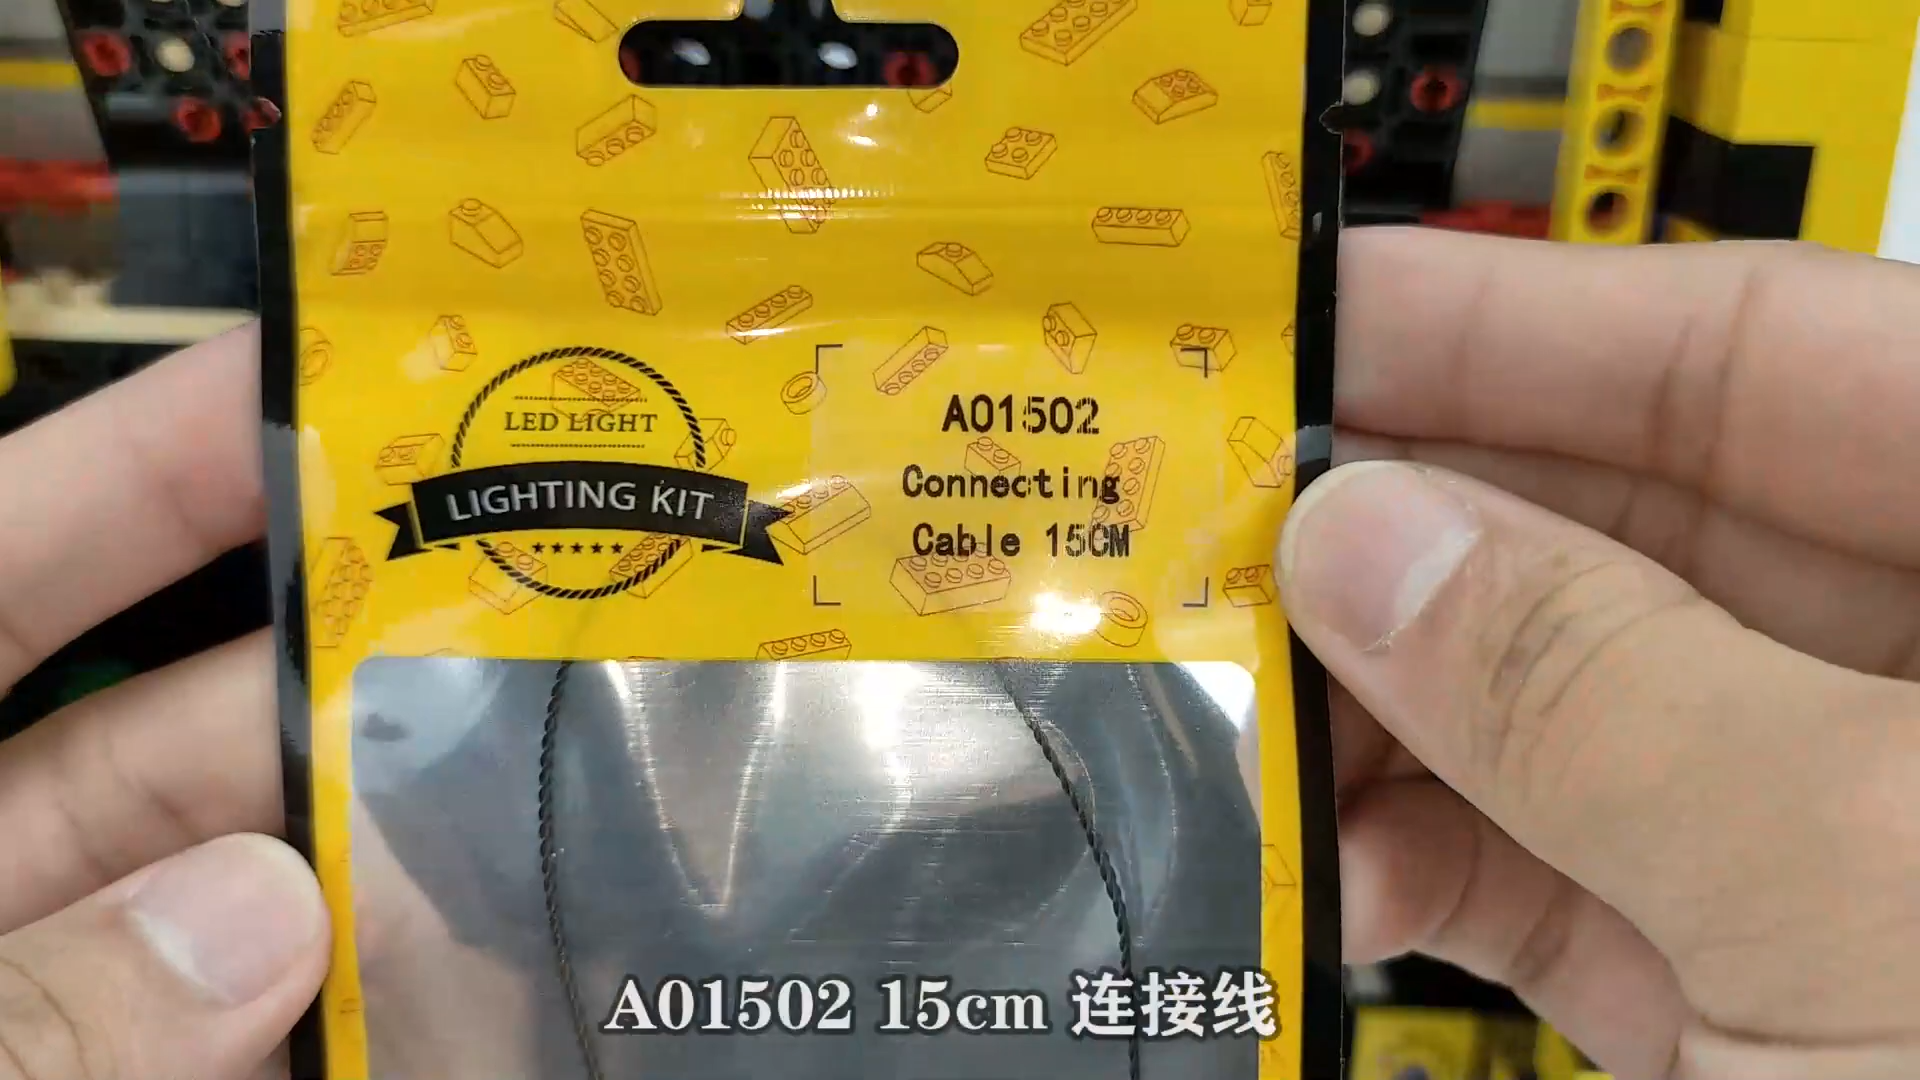 LED LIGHT
LIGHTING KIT
A01502
Connecting
Cable 15CM
A01502 15cm 连接线